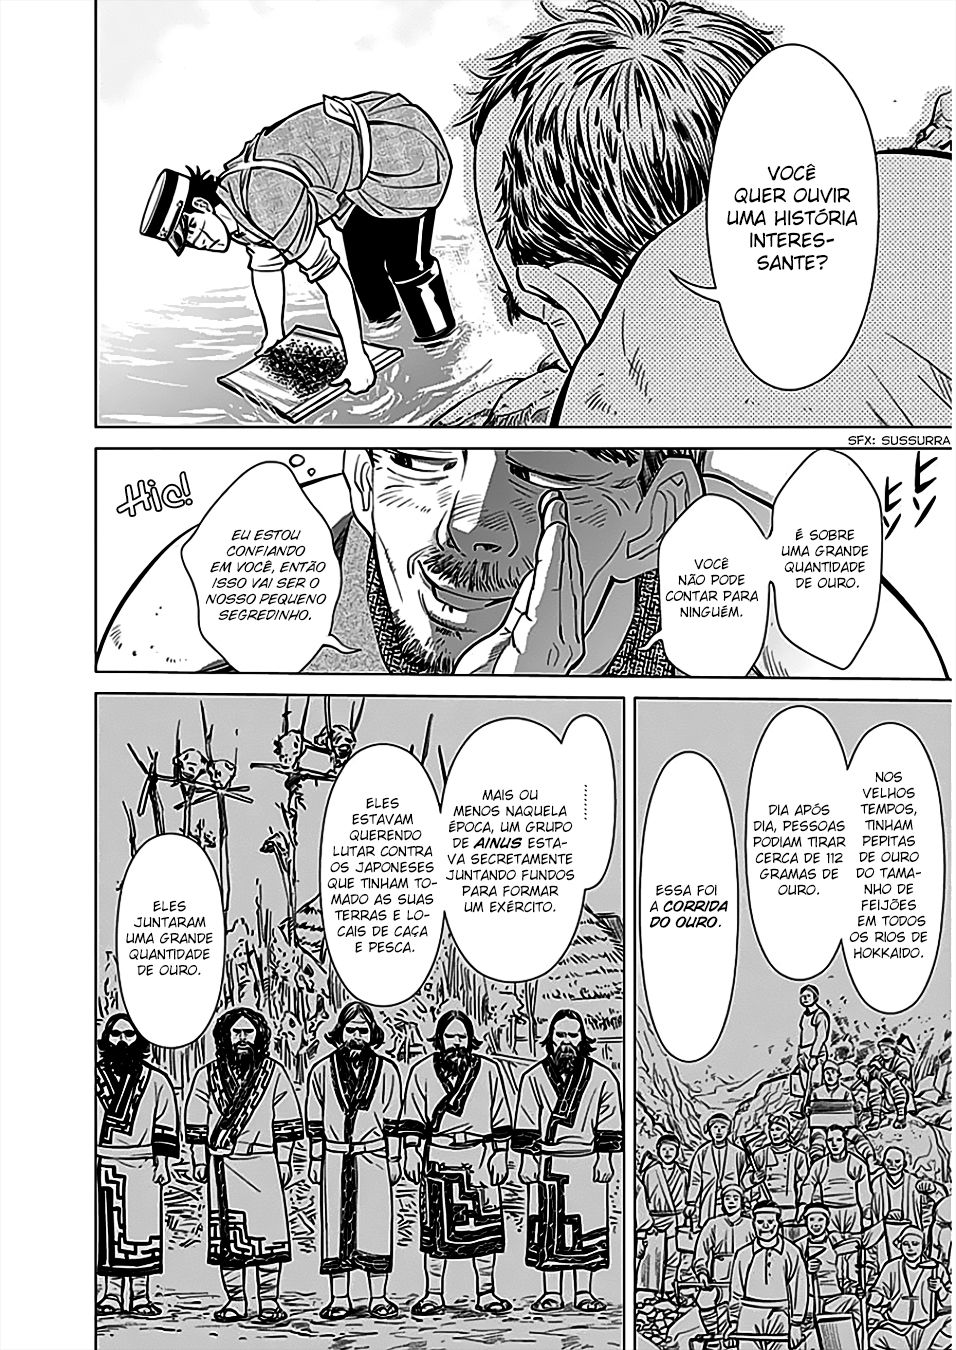 VOCÊ
QUER OUVIR
UMA HISTÓRIA
INTERES-
SANTE?
SFX: SUSSURRA
ヒソ
É SOBRE
UMA GRANDE
QUANTIDADE
DE OURO.
VOCÊ
NÃO PODE
CONTAR PARA
NINGUÉM.
Hic!
EU ESTOU
CONFIANDO
EM VOCÊ, ENTÃO
ISSO VAI SER O
NOSSO PEQUENO
SEGREDINHO.
NOS
VELHOS
TEMPOS,
TINHAM
PEPITAS
DE OURO
DO TAMA-
NHO DE
FEIJÕES
EM TODOS
OS RIOS DE
HOKKAIDO.
DIA APÓS
DIA, PESSOAS
PODIAM TIRAR
CERCA DE 112
GRAMAS DE
OURO.
ESSA FOI
A CORRIDA
DO OURO.
.........
MAIS OU
MENOS NAQUELA
ÉPOCA, UM GRUPO
DE AINUS ESTA-
VA SECRETAMENTE
JUNTANDO FUNDOS
PARA FORMAR
UM EXÉRCITO.
ELES
ESTAVAM
QUERENDO
LUTAR CONTRA
OS JAPONESES
QUE TINHAM TO-
MADO AS SUAS
TERRAS E LO-
CAIS DE CAÇA
E PESCA.
ELES
JUNTARAM
UMA GRANDE
QUANTIDADE
DE OURO.